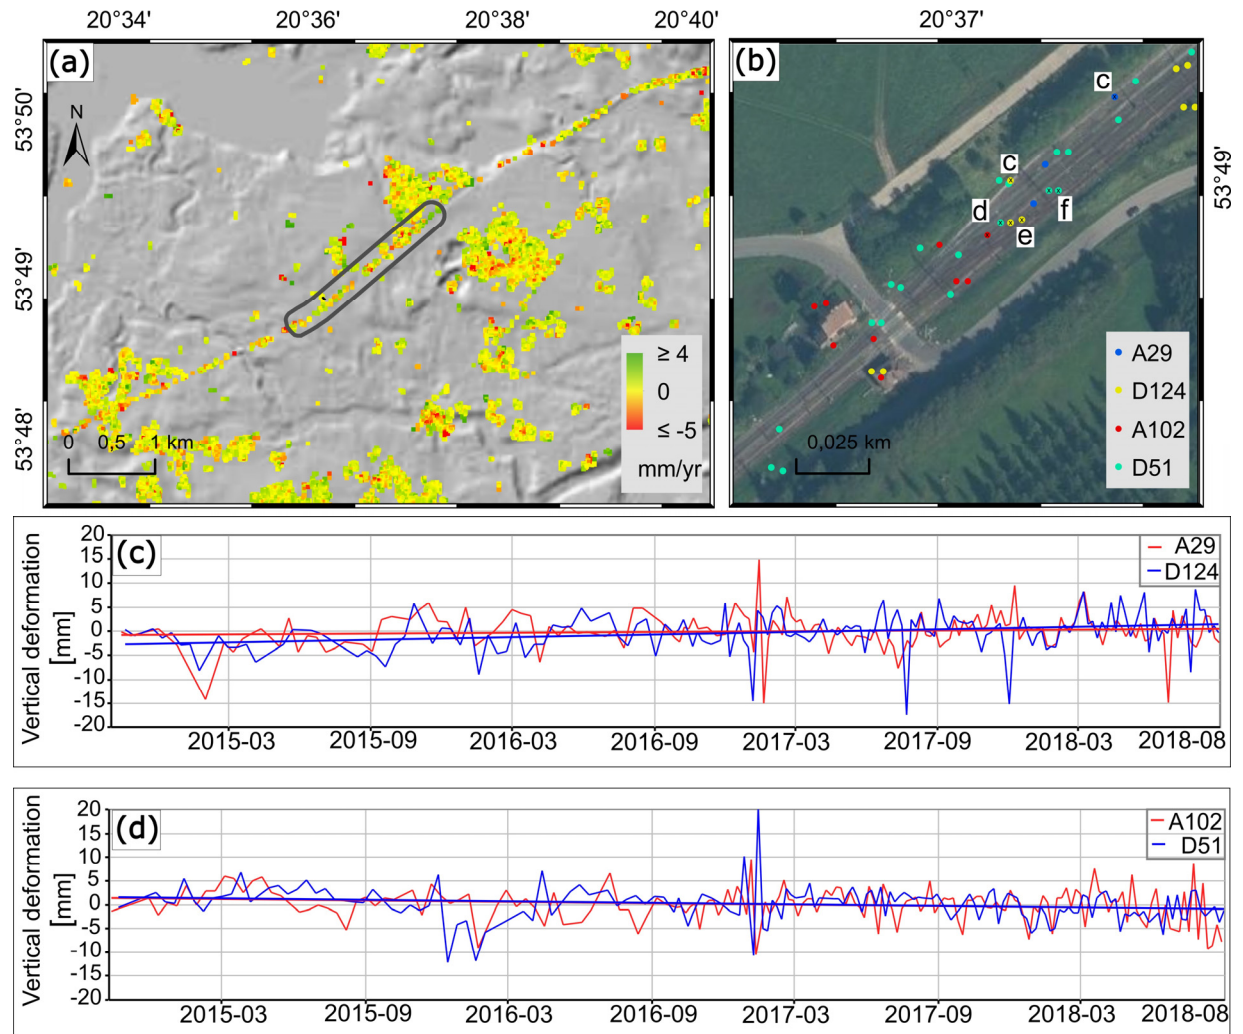 20°34' 20°36' 20°38' 20°40' 20°37'
(a)
N
53°50'
53°49'
53°48'
≥ 4
0
≤ -5
mm/yr
0 0,5 1 km
(b)
c
c
d
f
e
53°49'
A29
D124
A102
D51
0,025 km
(c)
A29
D124
Vertical deformation
[mm]
20
15
10
5
0
-5
-10
-15
-20
2015-03 2015-09 2016-03 2016-09 2017-03 2017-09 2018-03 2018-08
(d)
A102
D51
Vertical deformation
[mm]
20
15
10
5
0
-5
-10
-15
-20
2015-03 2015-09 2016-03 2016-09 2017-03 2017-09 2018-03 2018-08